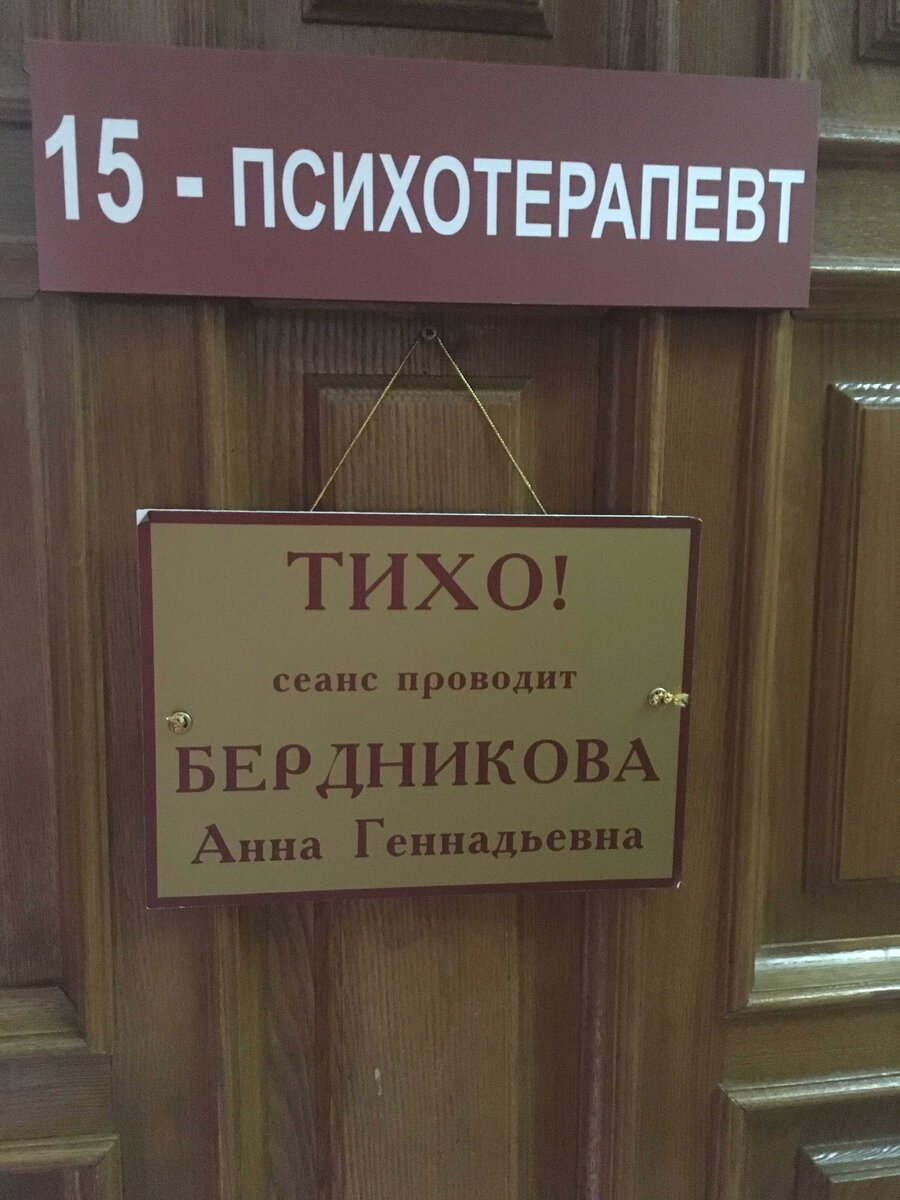 15 - ПСИХОТЕРАПЕВТ
ТИХО!
сеанс проводит
БЕРДНИКОВА
Анна Геннадьевна